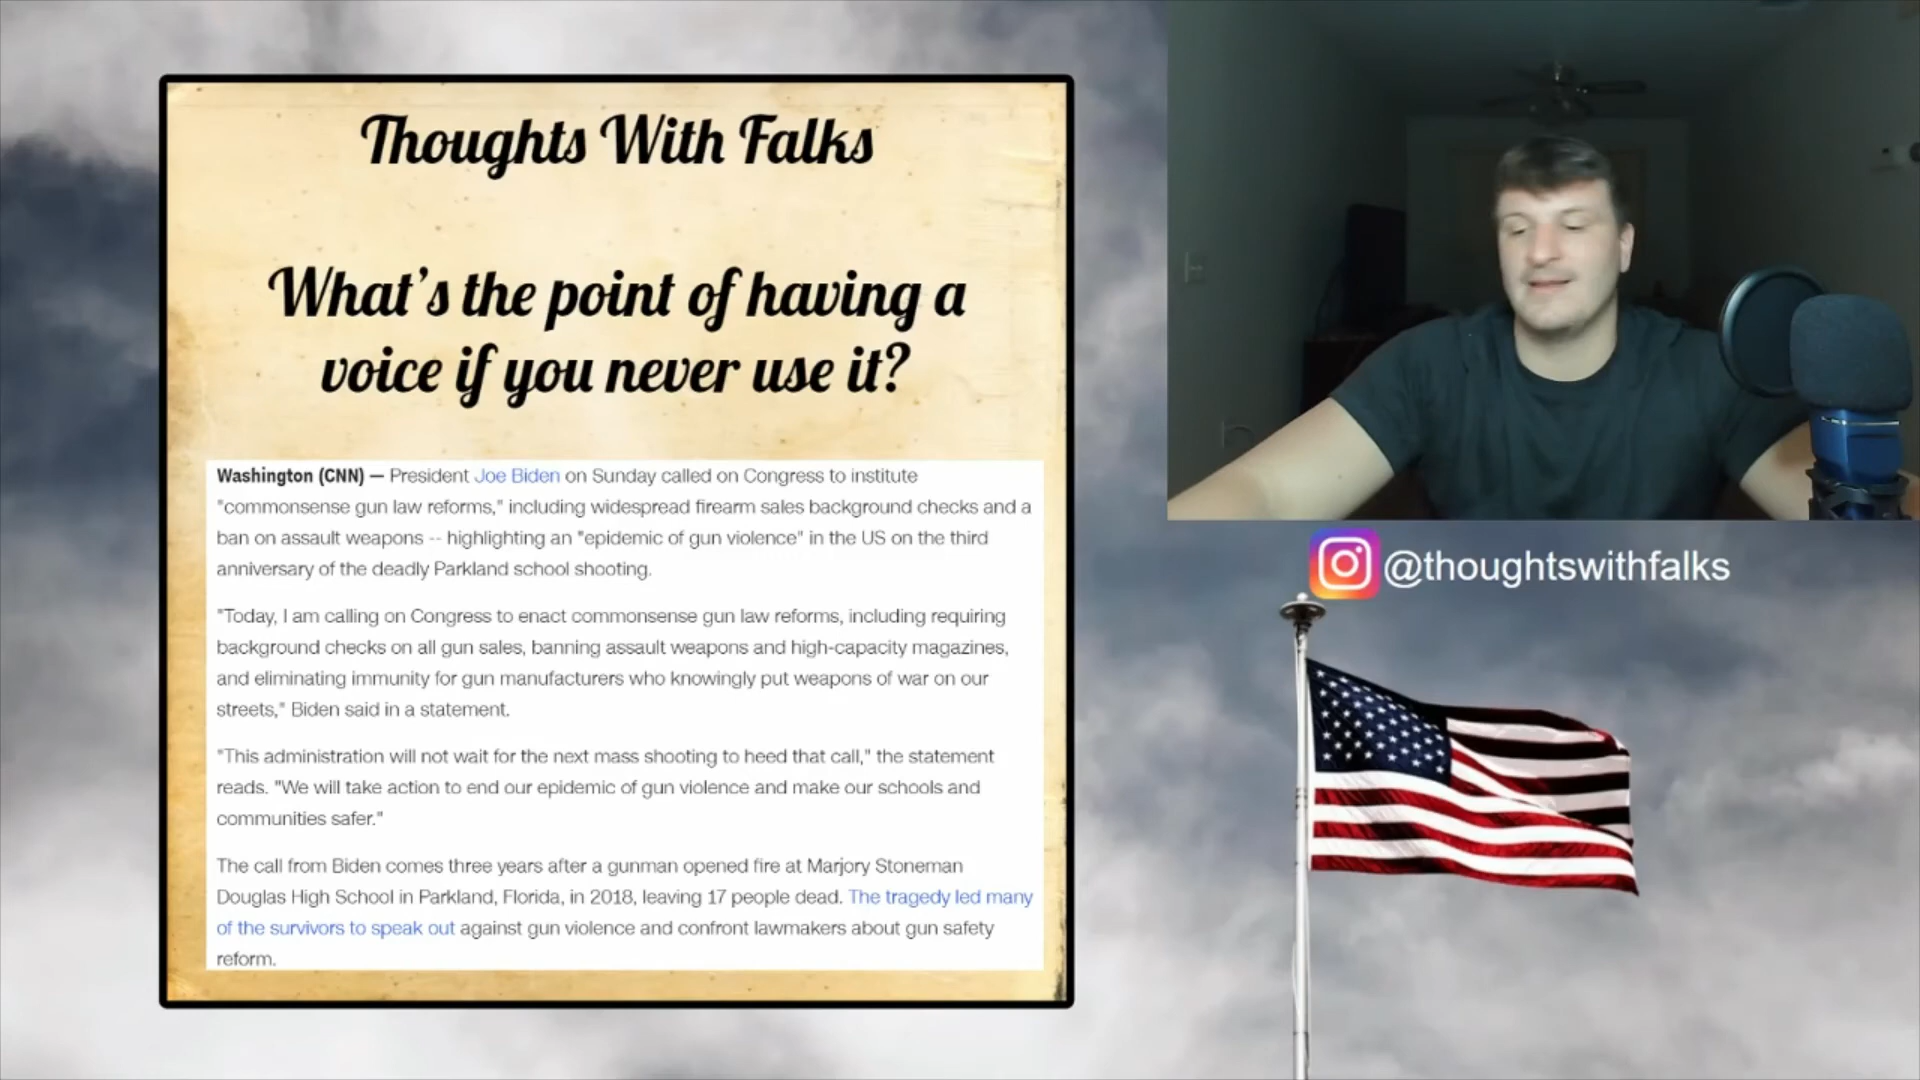 Thoughts With Falks
What's the point of having a
voice if you never use it?
Washington (CNN) — President Joe Biden on Sunday called on Congress to institute
"commonsense gun law reforms," including widespread firearm sales background checks and a
ban on assault weapons -- highlighting an "epidemic of gun violence" in the US on the third
anniversary of the deadly Parkland school shooting.
"Today, I am calling on Congress to enact commonsense gun law reforms, including requiring
background checks on all gun sales, banning assault weapons and high-capacity magazines,
and eliminating immunity for gun manufacturers who knowingly put weapons of war on our
streets," Biden said in a statement.
"This administration will not wait for the next mass shooting to heed that call," the statement
reads. "We will take action to end our epidemic of gun violence and make our schools and
communities safer."
The call from Biden comes three years after a gunman opened fire at Marjory Stoneman
Douglas High School in Parkland, Florida, in 2018, leaving 17 people dead. The tragedy led many
of the survivors to speak out against gun violence and confront lawmakers about gun safety
reform.
@thoughtswithfalks